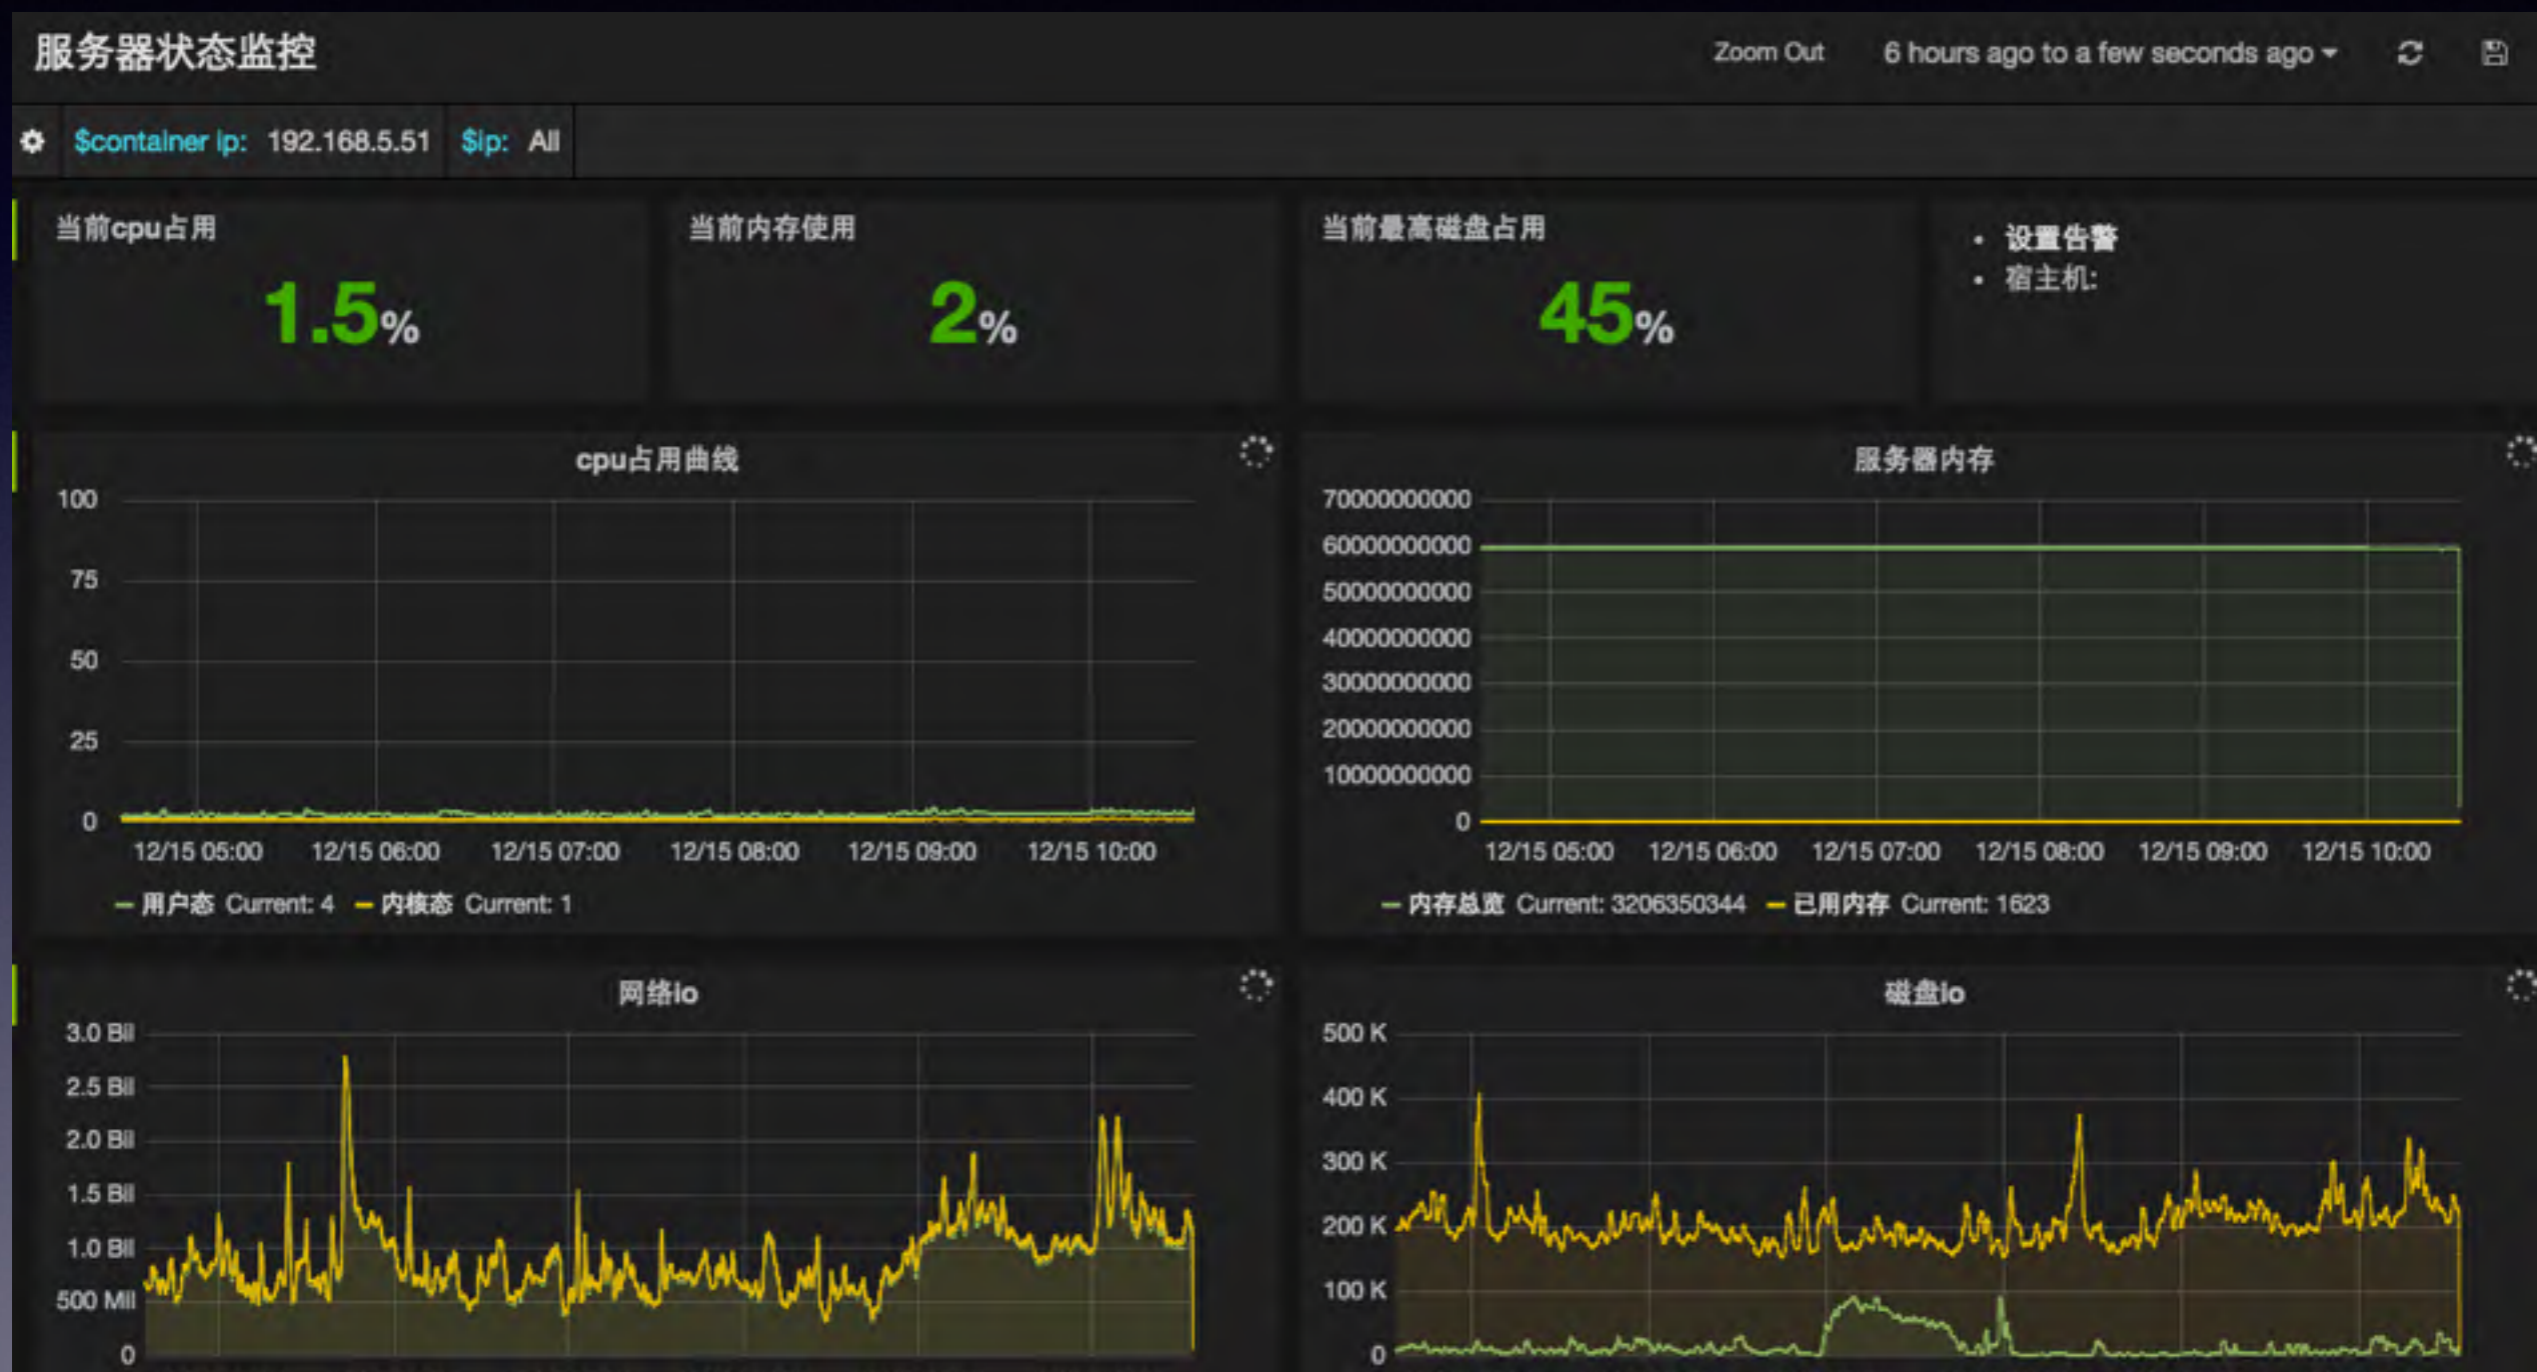 服务器状态监控 Zoom Out 6 hours ago to a few seconds ago
$container ip: 192.168.5.51 $ip: All
当前cpu占用
1.5%
当前内存使用
2%
当前最高磁盘占用
45%
• 设置告警
• 宿主机:
cpu占用曲线
100
75
50
25
0
12/15 05:00 12/15 06:00 12/15 07:00 12/15 08:00 12/15 09:00 12/15 10:00
用户态 Current: 4 内核态 Current: 1
服务器内存
70000000000
60000000000
50000000000
40000000000
30000000000
20000000000
10000000000
0
12/15 05:00 12/15 06:00 12/15 07:00 12/15 08:00 12/15 09:00 12/15 10:00
内存总览 Current: 3206350344 已用内存 Current: 1623
网络io
3.0 Bil
2.5 Bil
2.0 Bil
1.5 Bil
1.0 Bil
500 Mil
0
磁盘io
500 K
400 K
300 K
200 K
100 K
0